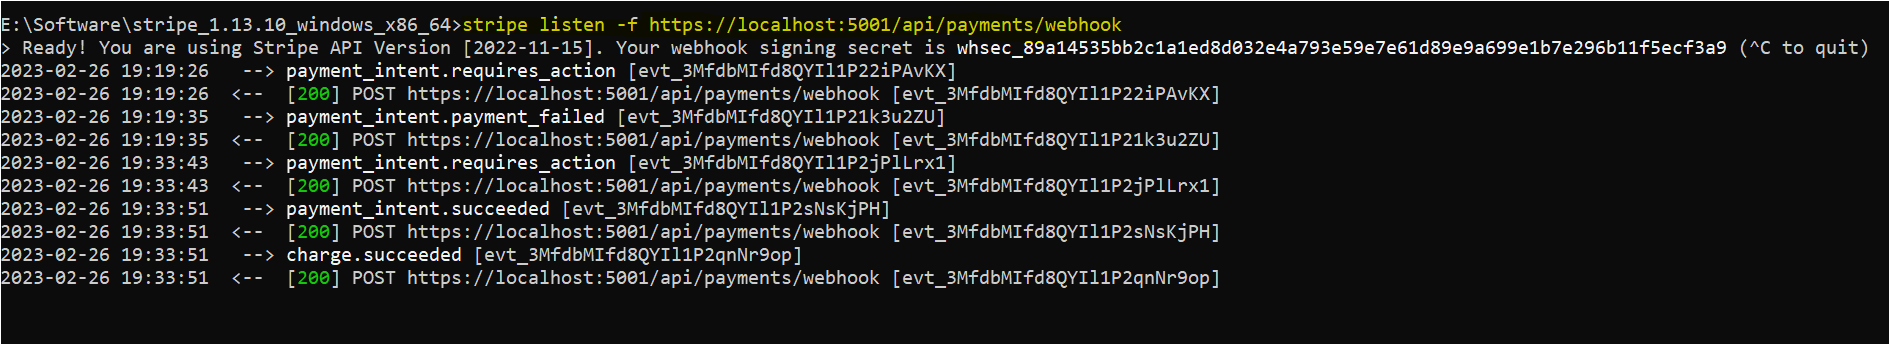 E:\Software\stripe_1.13.10_windows_x86_64>stripe listen -f https://localhost:5001/api/payments/webhook
> Ready! You are using Stripe API Version [2022-11-15]. Your webhook signing secret is whsec_89a14535bb2c1a1ed8d032e4a793e59e7e61d89e9a699e1b7e296b11f5ecf3a9 (^C to quit)
2023-02-26 19:19:26   --> payment_intent.requires_action [evt_3MfdbMIfd8QYIl1P22iPAvKX]
2023-02-26 19:19:26  <--  [200] POST https://localhost:5001/api/payments/webhook [evt_3MfdbMIfd8QYIl1P22iPAvKX]
2023-02-26 19:19:35   --> payment_intent.payment_failed [evt_3MfdbMIfd8QYIl1P21k3u2ZU]
2023-02-26 19:19:35  <--  [200] POST https://localhost:5001/api/payments/webhook [evt_3MfdbMIfd8QYIl1P21k3u2ZU]
2023-02-26 19:33:43   --> payment_intent.requires_action [evt_3MfdbMIfd8QYIl1P2jPlLrx1]
2023-02-26 19:33:43  <--  [200] POST https://localhost:5001/api/payments/webhook [evt_3MfdbMIfd8QYIl1P2jPlLrx1]
2023-02-26 19:33:51   --> payment_intent.succeeded [evt_3MfdbMIfd8QYIl1P2sNsKjPH]
2023-02-26 19:33:51  <--  [200] POST https://localhost:5001/api/payments/webhook [evt_3MfdbMIfd8QYIl1P2sNsKjPH]
2023-02-26 19:33:51   --> charge.succeeded [evt_3MfdbMIfd8QYIl1P2qnNr9op]
2023-02-26 19:33:51  <--  [200] POST https://localhost:5001/api/payments/webhook [evt_3MfdbMIfd8QYIl1P2qnNr9op]